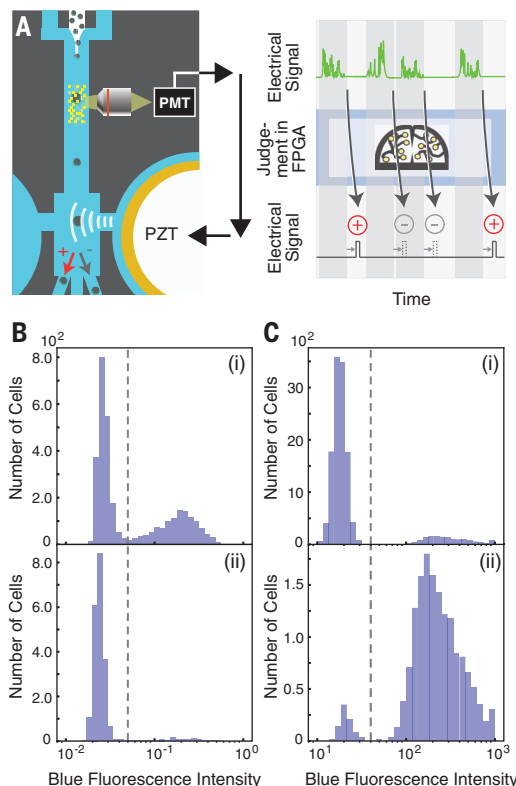 A
PMT
PZT
+
-
Electrical
Signal
Judge-
ment in
FPGA
Electrical
Signal
+
-
-
+
Time
B
10²
(i)
8.0
6.0
4.0
2.0
0
Number of Cells
(ii)
8.0
6.0
4.0
2.0
0
Number of Cells
10⁻²
10⁻¹
10⁰
Blue Fluorescence Intensity
C
10²
(i)
30
20
10
0
Number of Cells
(ii)
1.5
1.0
0.5
0
Number of Cells
10¹
10²
10³
Blue Fluorescence Intensity